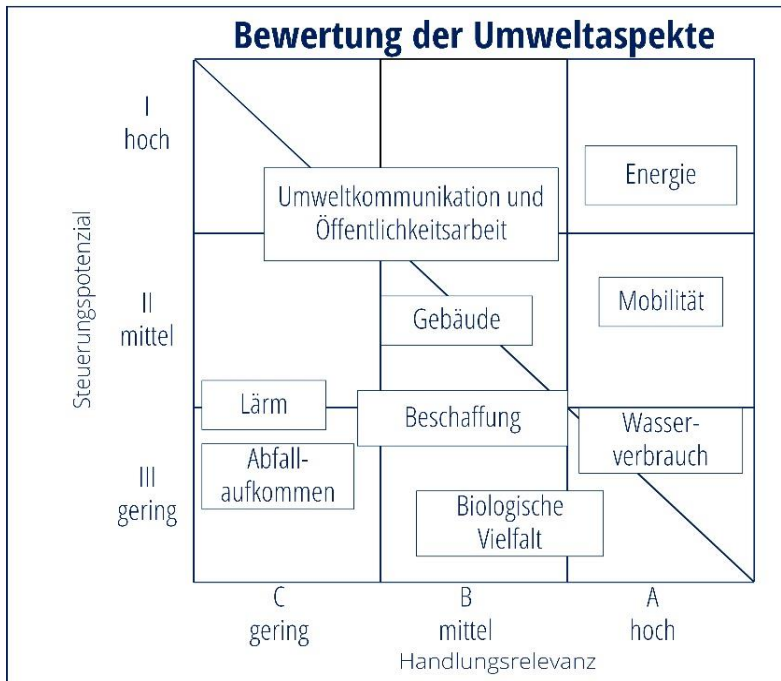 Bewertung der Umweltaspekte
I
hoch
Energie
Umweltkommunikation und
Öffentlichkeitsarbeit
Steuerungspotenzial
II
mittel
Mobilität
Gebäude
Lärm
Beschaffung
Wasser-
verbrauch
Abfall-
aufkommen
III
gering
Biologische
Vielfalt
C
gering
B
mittel
A
hoch
Handlungsrelevanz